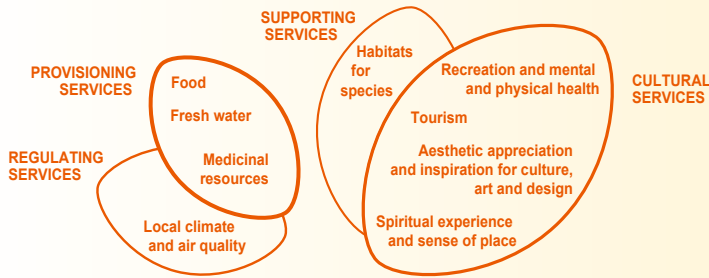 SUPPORTING
SERVICES
PROVISIONING
SERVICES
REGULATING
SERVICES
Food
Fresh water
Medicinal
resources
Local climate
and air quality
Habitats
for
species
Recreation and mental
and physical health
Tourism
Aesthetic appreciation
and inspiration for culture,
art and design
Spiritual experience
and sense of place
CULTURAL
SERVICES